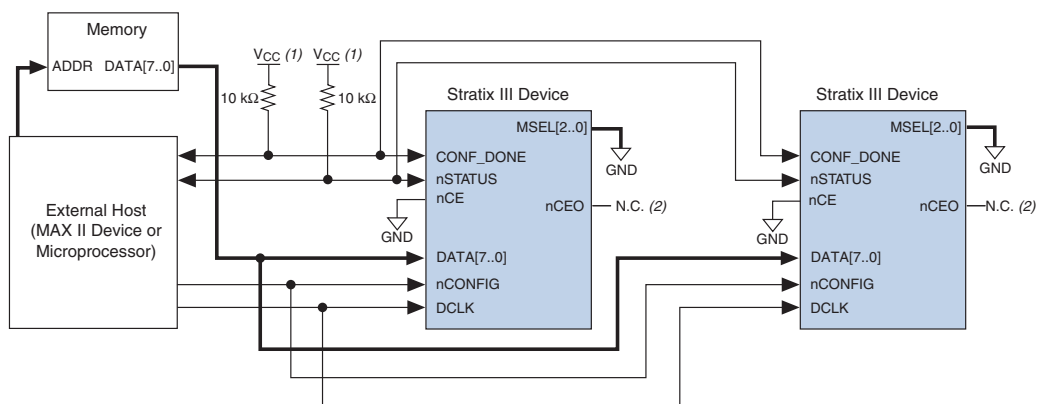 Memory
ADDR DATA[7..0]
VCC (1) VCC (1)
10 kΩ 10 kΩ
Stratix III Device
MSEL[2..0]
GND
CONF_DONE
nSTATUS
nCE
nCEO N.C. (2)
GND
DATA[7..0]
nCONFIG
DCLK
Stratix III Device
MSEL[2..0]
GND
CONF_DONE
nSTATUS
nCE
nCEO N.C. (2)
GND
DATA[7..0]
nCONFIG
DCLK
External Host
(MAX II Device or
Microprocessor)